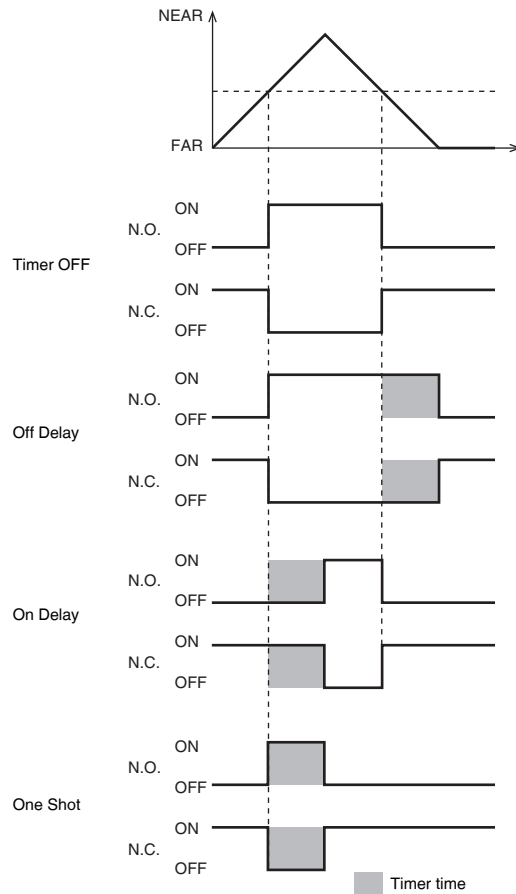 NEAR
FAR
Timer OFF
N.O.
ON
OFF
N.C.
ON
OFF
Off Delay
N.O.
ON
OFF
N.C.
ON
OFF
On Delay
N.O.
ON
OFF
N.C.
ON
OFF
One Shot
N.O.
ON
OFF
N.C.
ON
OFF
Timer time